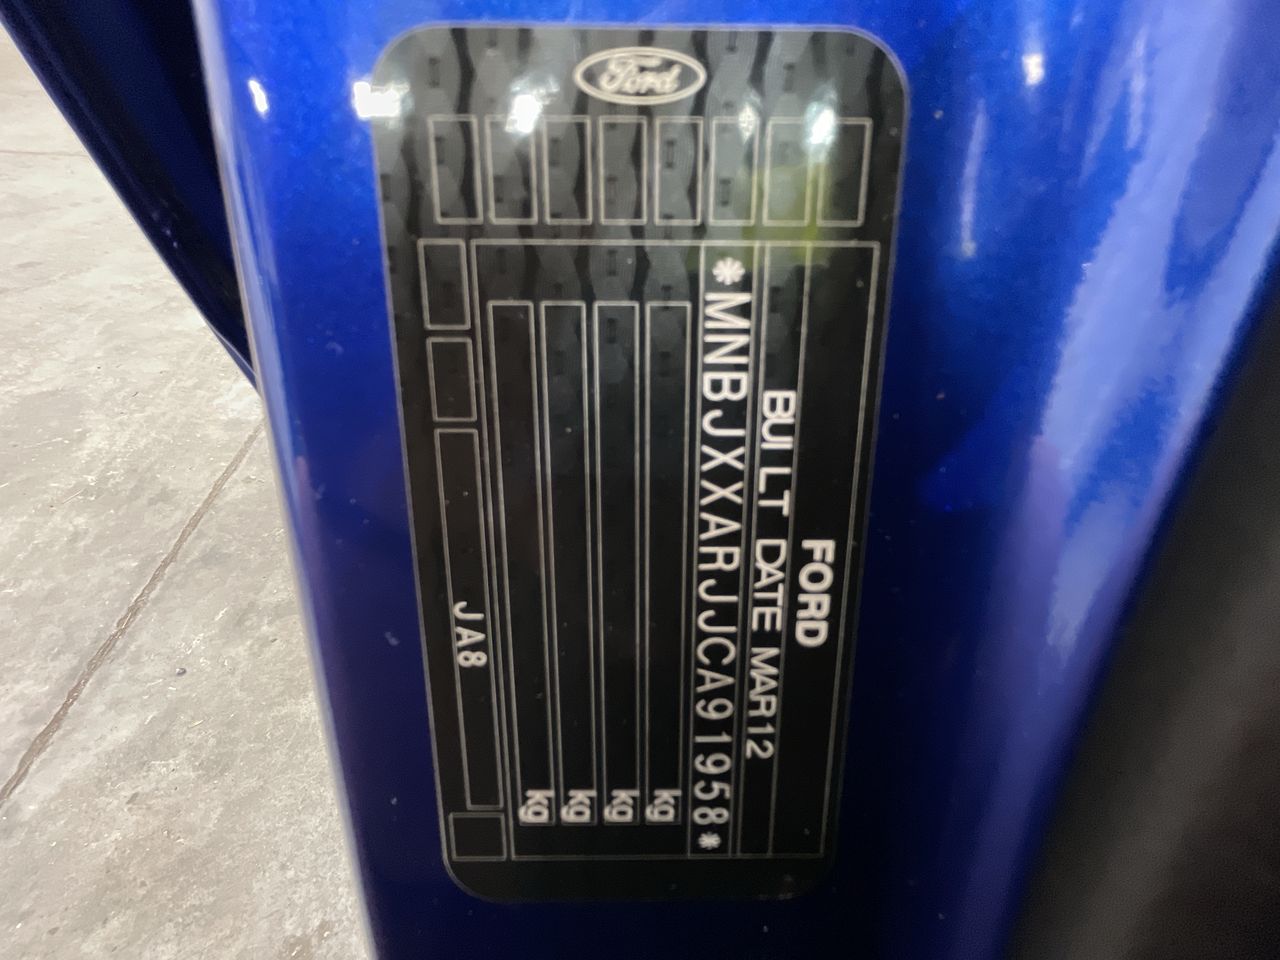 Ford
FORD
BUILT DATE MAR12
*MNBJXXARJJCA91958*
kg
kg
kg
kg
JA8